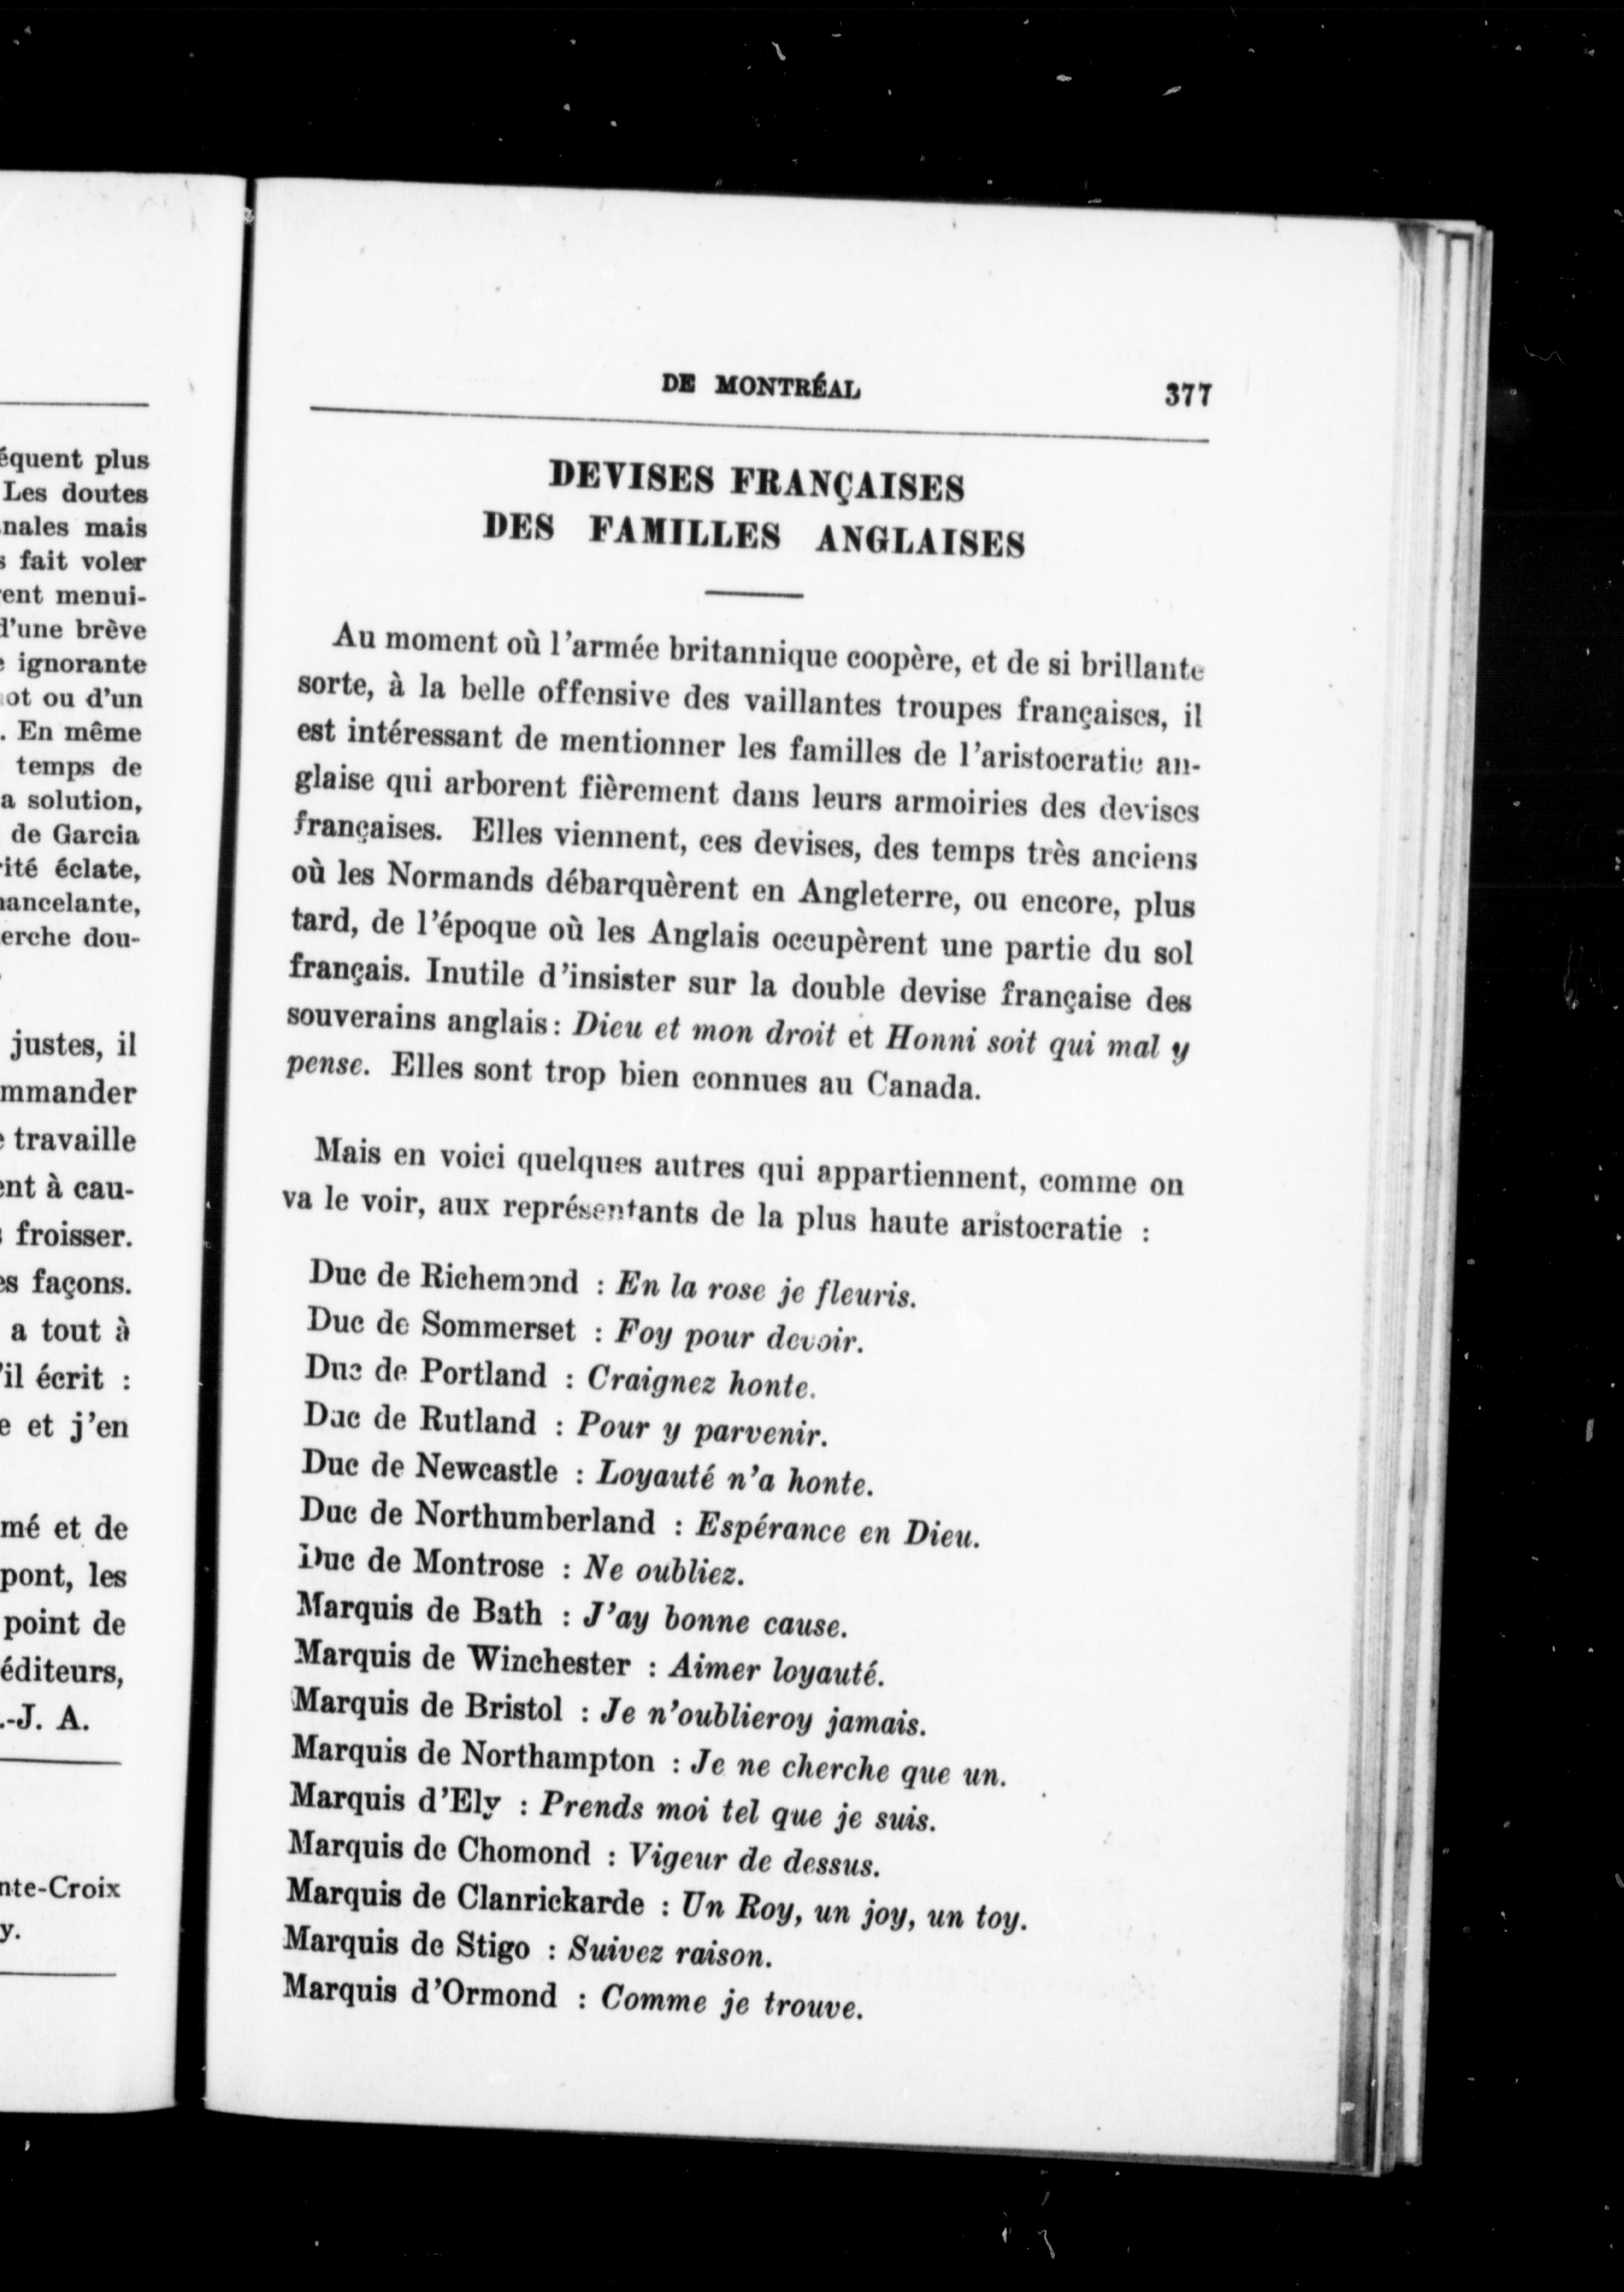 équent plus
Les doutes
nales mais
s fait voler
ent menui-
d'une brève
e ignorante
ot ou d'un
. En même
temps de
a solution,
de Garcia
rité éclate,
ancelante,
erche dou-
justes, il
mmander
e travaille
ent à cau-
froisser.
es façons.
a tout à
'il écrit :
e et j'en
mé et de
pont, les
point de
éditeurs,
.-J. A.
nte-Croix
y.
DE MONTRÉAL 377
DEVISES FRANÇAISES
DES FAMILLES ANGLAISES
Au moment où l'armée britannique coopère, et de si brillante
sorte, à la belle offensive des vaillantes troupes françaises, il
est intéressant de mentionner les familles de l'aristocratie an-
glaise qui arborent fièrement dans leurs armoiries des devises
françaises. Elles viennent, ces devises, des temps très anciens
où les Normands débarquèrent en Angleterre, ou encore, plus
tard, de l'époque où les Anglais occupèrent une partie du sol
français. Inutile d'insister sur la double devise française des
souverains anglais: Dieu et mon droit et Honni soit qui mal y
pense. Elles sont trop bien connues au Canada.
Mais en voici quelques autres qui appartiennent, comme on
va le voir, aux représentants de la plus haute aristocratie :
Duc de Richemond : En la rose je fleuris.
Duc de Sommerset : Foy pour devoir.
Duc de Portland : Craignez honte.
Duc de Rutland : Pour y parvenir.
Duc de Newcastle : Loyauté n'a honte.
Duc de Northumberland : Espérance en Dieu.
Duc de Montrose : Ne oubliez.
Marquis de Bath : J'ay bonne cause.
Marquis de Winchester : Aimer loyauté.
Marquis de Bristol : Je n'oublieroy jamais.
Marquis de Northampton : Je ne cherche que un.
Marquis d'Ely : Prends moi tel que je suis.
Marquis de Chomond : Vigeur de dessus.
Marquis de Clanrickarde : Un Roy, un joy, un toy.
Marquis de Stigo : Suivez raison.
Marquis d'Ormond : Comme je trouve.